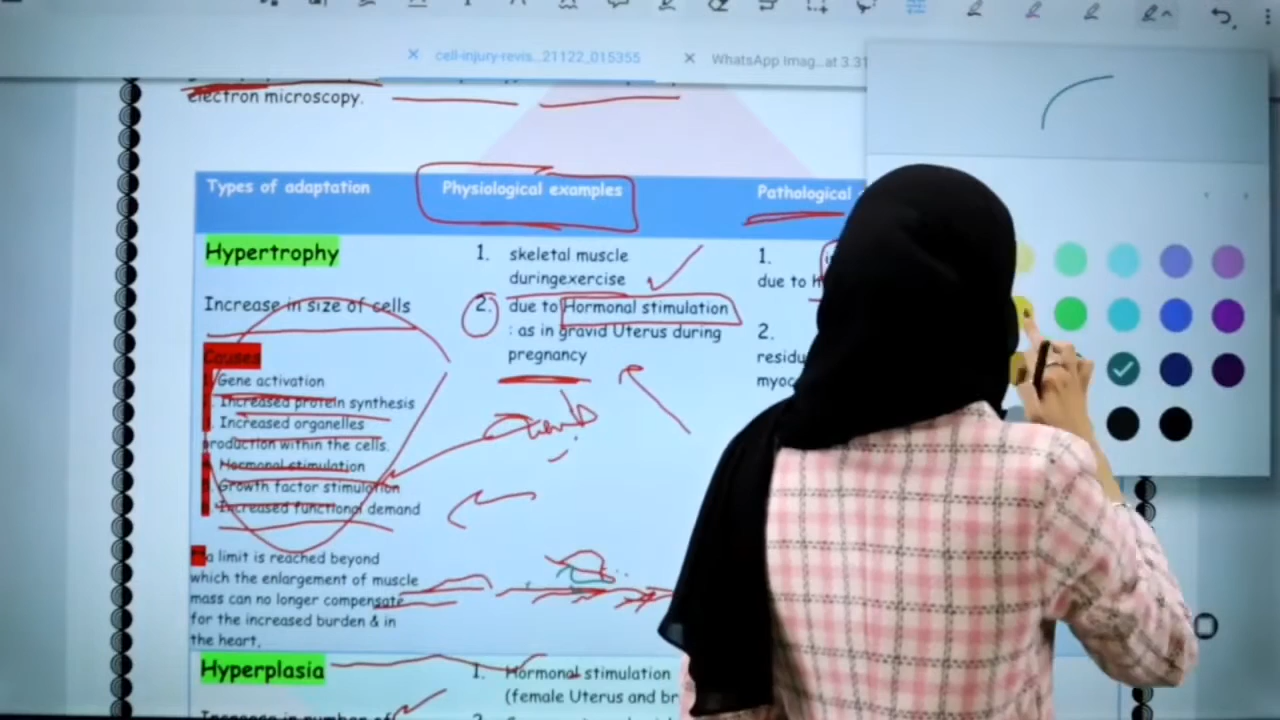 cell-injury-revis...21122_015355
WhatsApp Imag...at 3.31
electron microscopy.
Types of adaptation
Physiological examples
Pathological
Hypertrophy
Increase in size of cells
Causes
Gene activation
Increased protein synthesis
Increased organelles
production within the cells.
Hormonal stimulation
Growth factor stimulation
Increased functional demand
a limit is reached beyond
which the enlargement of muscle
mass can no longer compensate
for the increased burden & in
the heart,
1. skeletal muscle
duringexercise
2. due to Hormonal stimulation
: as in gravid Uterus during
pregnancy
1.
due to
2.
residu
myoc
Hyperplasia
Increase in number of
1. Hormonal stimulation
(female Uterus and br